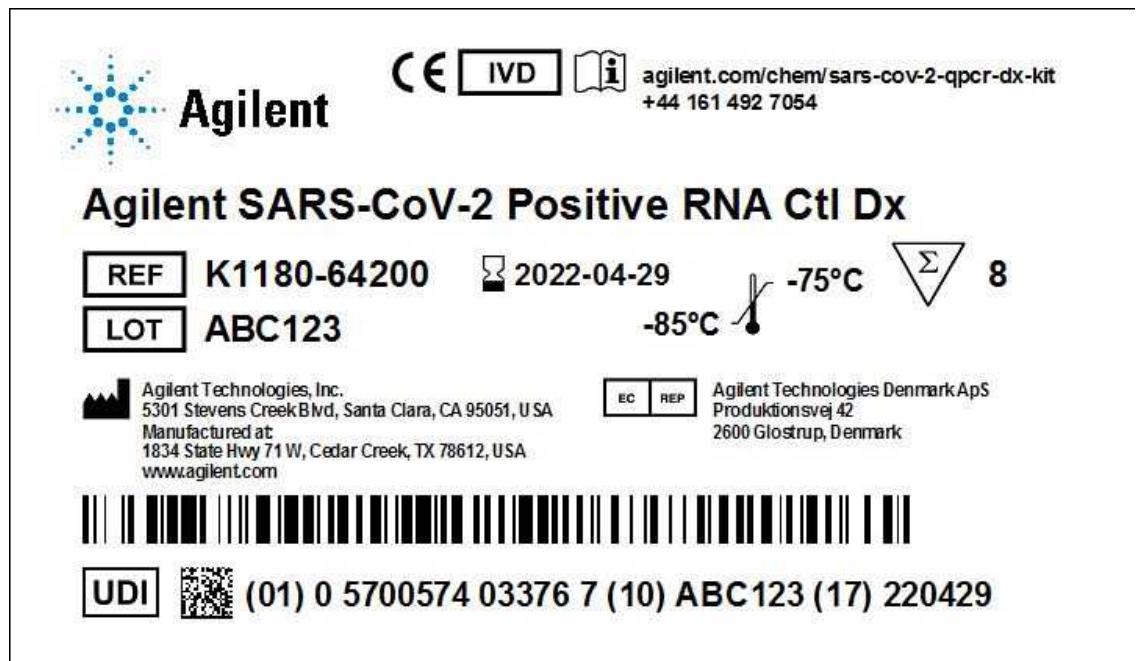 Agilent
CE IVD i agilent.com/chem/sars-cov-2-qpcr-dx-kit
+44 161 492 7054
Agilent SARS-CoV-2 Positive RNA Ctl Dx
REF K1180-64200 2022-04-29 -75ºC Σ 8
LOT ABC123 -85ºC
Agilent Technologies, Inc.
5301 Stevens Creek Blvd, Santa Clara, CA 95051, USA
Manufactured at:
1834 State Hwy 71 W, Cedar Creek, TX 78612, USA
www.agilent.com
EC REP Agilent Technologies Denmark ApS
Produktionsvej 42
2600 Glostrup, Denmark
UDI (01) 0 5700574 03376 7 (10) ABC123 (17) 220429